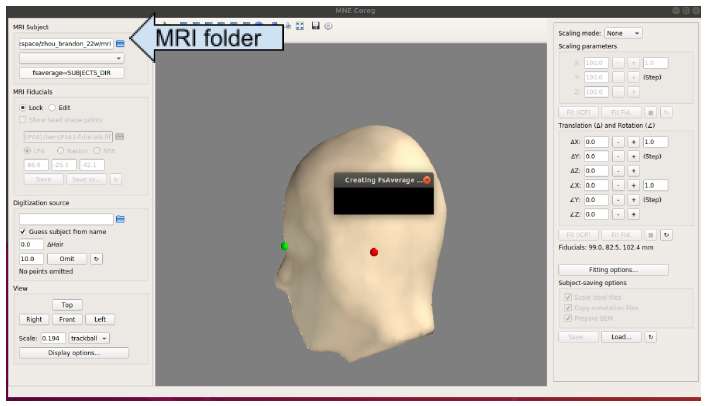 MNE Coreg
MRI Subject
space/zhou_brandon_22w/mri
MRI folder
fsaverage⇨SUBJECTS_DIR
MRI Fiducials
Lock Edit
Show head shape points
LPA Nasion RPA
-80.0 -25.5 -42.1
Save Save as... ↻
Digitization source
Guess subject from name
0.0 ΔHair
10.0 Omit ↻
No points omitted
View
Top
Right Front Left
Scale: 0.194 trackball
Display options...
Creating FsAverage ...
Scaling mode: None
Scaling parameters
X: 100.0 - + 1.0
Y: 100.0 - + (Step)
Z: 100.0 - +
Fit (ICP) Fit Fid. ↻
Translation (Δ) and Rotation (∠)
ΔX: 0.0 - + 1.0
ΔY: 0.0 - + (Step)
ΔZ: 0.0 - +
∠X: 0.0 - + 1.0
∠Y: 0.0 - + (Step)
∠Z: 0.0 - +
Fit (ICP) Fit Fid. ↻
Fiducials: 99.0, 82.5, 102.4 mm
Fitting options...
Subject-saving options
Scale label files
Copy annotation files
Prepare BEM
Save... Load... ↻